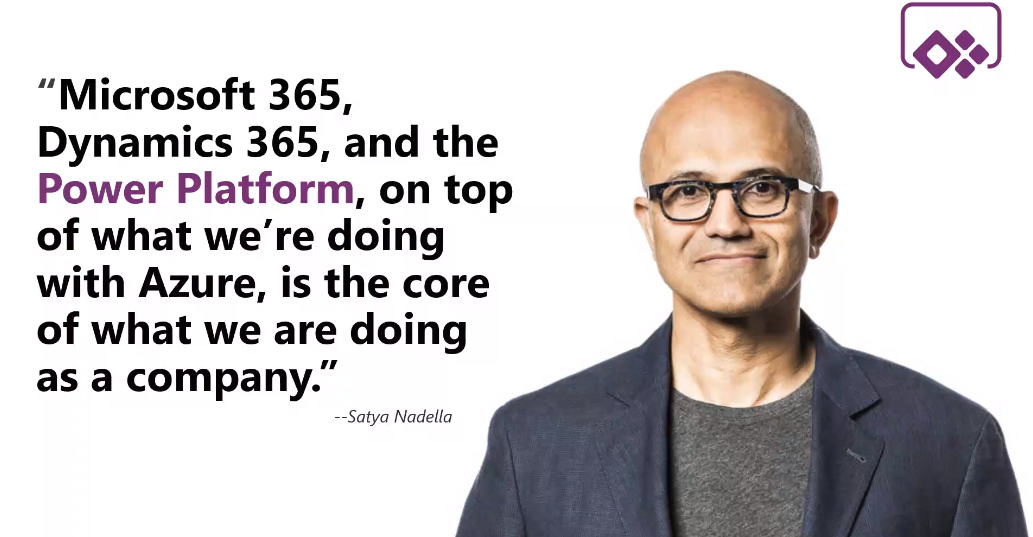 “Microsoft 365,
Dynamics 365, and the
Power Platform, on top
of what we’re doing
with Azure, is the core
of what we are doing
as a company.”
--Satya Nadella